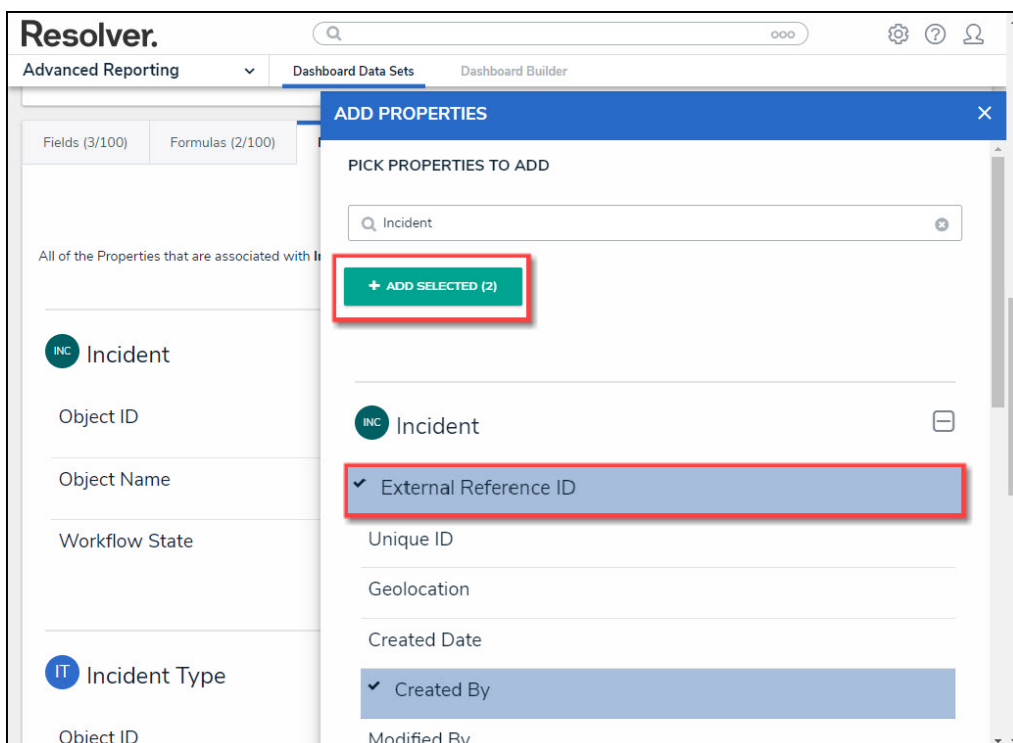 Resolver.
ooo
Advanced Reporting
Dashboard Data Sets
Dashboard Builder
ADD PROPERTIES
Fields (3/100)
Formulas (2/100)
PICK PROPERTIES TO ADD
Incident
All of the Properties that are associated with
+ ADD SELECTED (2)
INC
Incident
Object ID
Object Name
Workflow State
IT
Incident Type
Object ID
INC
Incident
External Reference ID
Unique ID
Geolocation
Created Date
Created By
Modified By